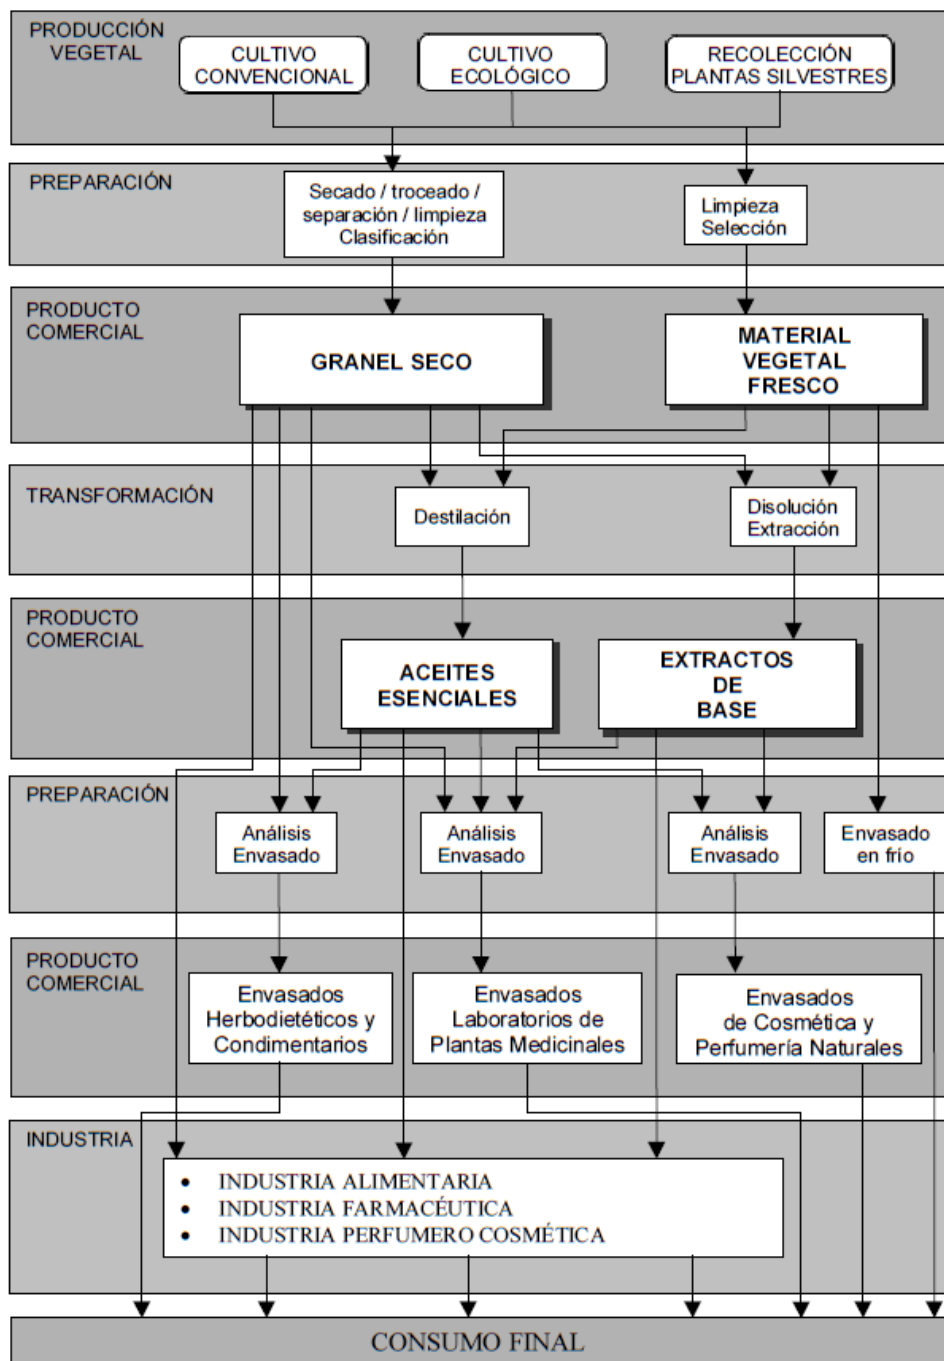 PRODUCCIÓN
VEGETAL
CULTIVO
CONVENCIONAL
CULTIVO
ECOLÓGICO
RECOLECCIÓN
PLANTAS SILVESTRES
PREPARACIÓN
Secado / troceado /
separación / limpieza
Clasificación
Limpieza
Selección
PRODUCTO
COMERCIAL
GRANEL SECO
MATERIAL
VEGETAL
FRESCO
TRANSFORMACIÓN
Destilación
Disolución
Extracción
PRODUCTO
COMERCIAL
ACEITES
ESENCIALES
EXTRACTOS
DE
BASE
PREPARACIÓN
Análisis
Envasado
Análisis
Envasado
Análisis
Envasado
Envasado
en frío
PRODUCTO
COMERCIAL
Envasados
Herbodietéticos y
Condimentarios
Envasados
Laboratorios de
Plantas Medicinales
Envasados
de Cosmética y
Perfumería Naturales
INDUSTRIA
• INDUSTRIA ALIMENTARIA
• INDUSTRIA FARMACÉUTICA
• INDUSTRIA PERFUMERO COSMÉTICA
CONSUMO FINAL